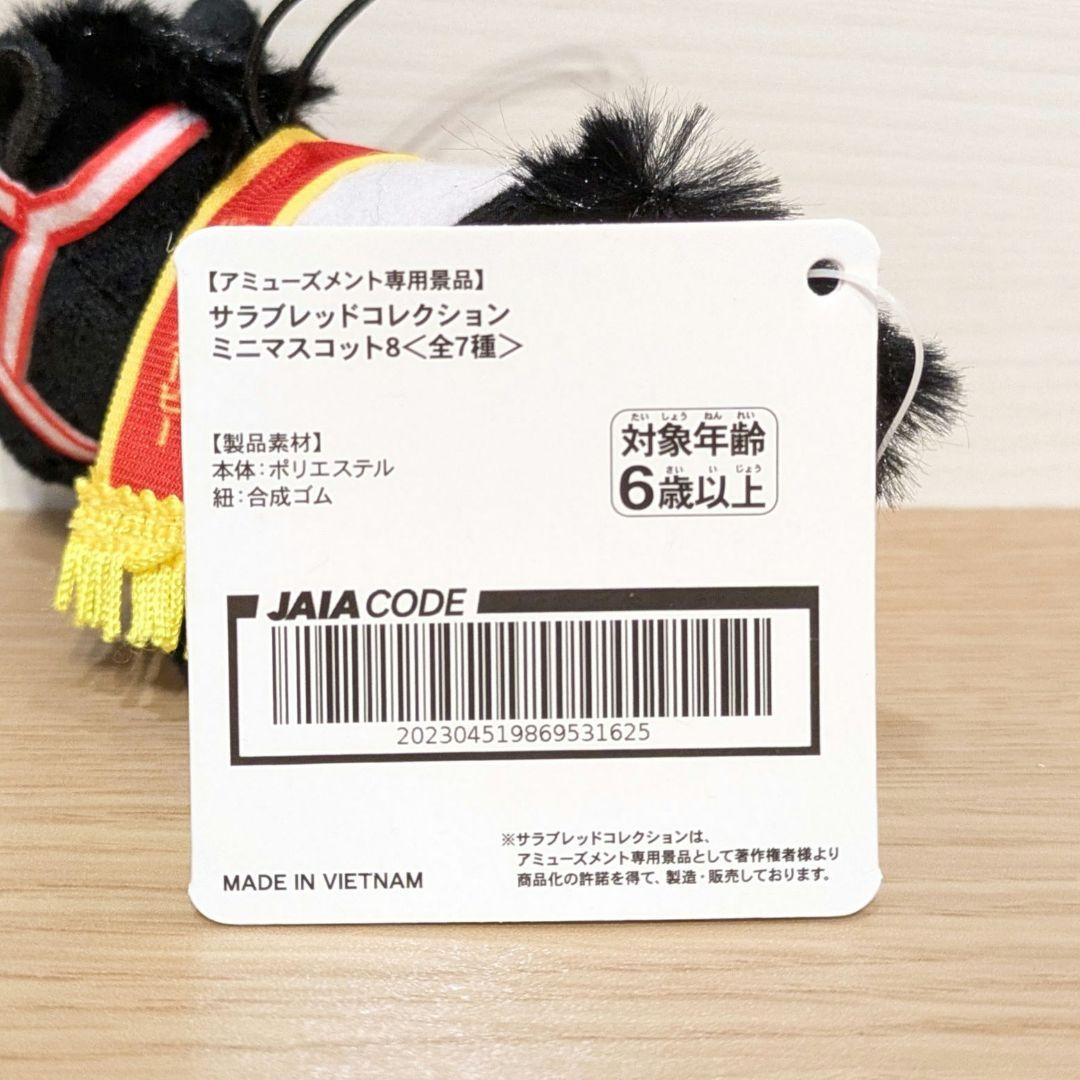 【アミューズメント専用景品】
サラブレッドコレクション
ミニマスコット8＜全7種＞
【製品素材】
本体：ポリエステル
紐：合成ゴム
たい しょう ねん れい
対象年齢
さい い じょう
6歳以上
JAIA CODE
202304519869531625
※サラブレッドコレクションは、
アミューズメント専用景品として著作権者様より
商品化の許諾を得て、製造・販売しております。
MADE IN VIETNAM